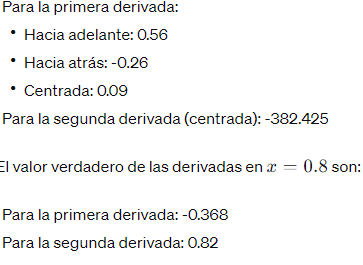 Para la primera derivada:
• Hacia adelante: 0.56
• Hacia atrás: -0.26
• Centrada: 0.09
Para la segunda derivada (centrada): -382.425
El valor verdadero de las derivadas en x = 0.8 son:
Para la primera derivada: -0.368
Para la segunda derivada: 0.82